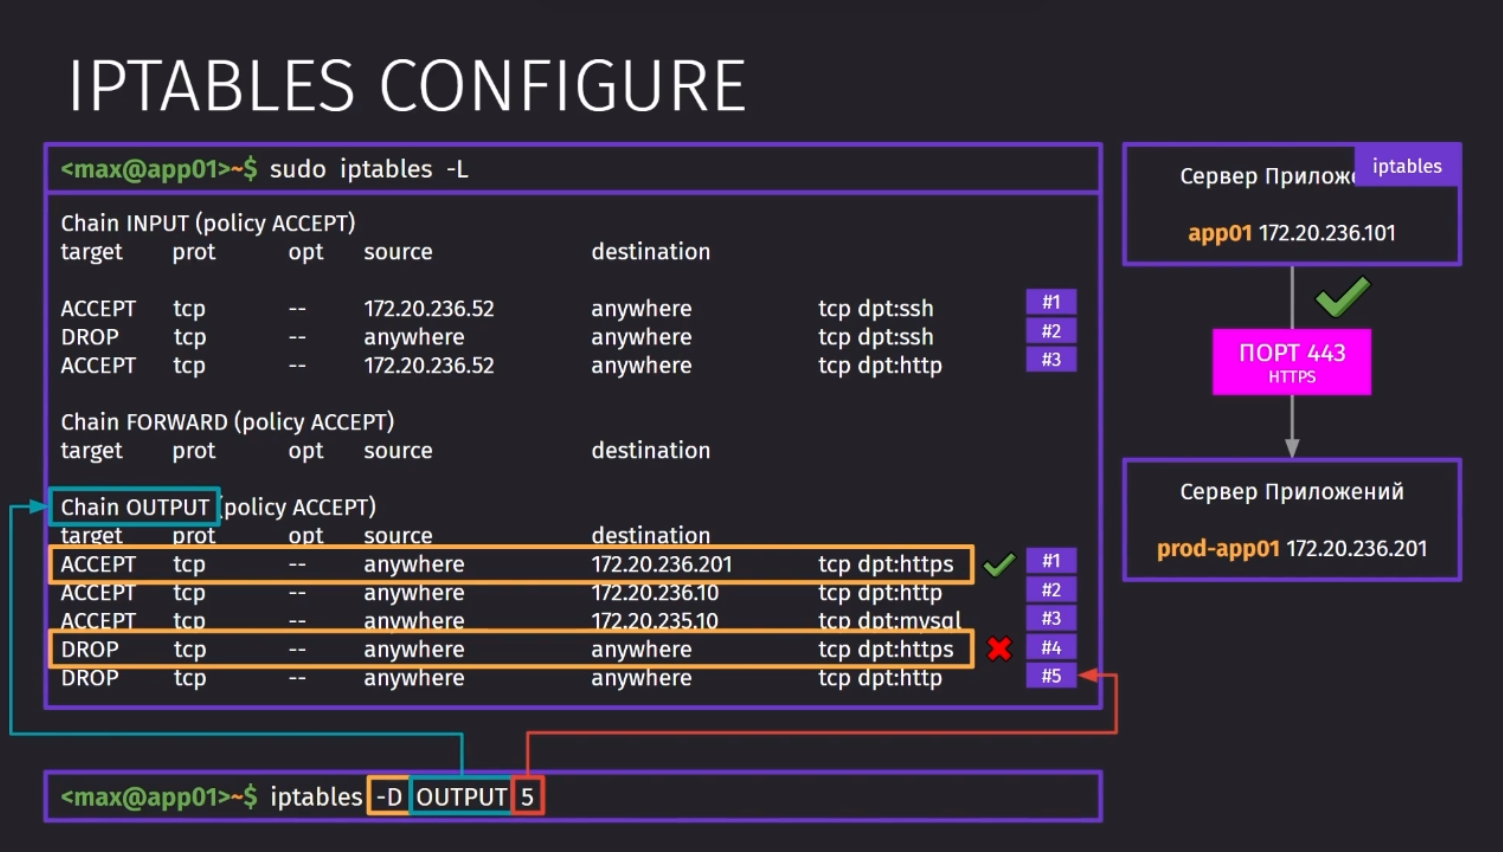 IPTABLES CONFIGURE
<max@app01>~$ sudo iptables -L
Chain INPUT (policy ACCEPT)
target prot opt source destination
ACCEPT tcp -- 172.20.236.52 anywhere tcp dpt:ssh #1
DROP tcp -- anywhere anywhere tcp dpt:ssh #2
ACCEPT tcp -- 172.20.236.52 anywhere tcp dpt:http #3
Chain FORWARD (policy ACCEPT)
target prot opt source destination
Chain OUTPUT (policy ACCEPT)
target prot opt source destination
ACCEPT tcp -- anywhere 172.20.236.201 tcp dpt:https #1
ACCEPT tcp -- anywhere 172.20.236.10 tcp dpt:http #2
ACCEPT tcp -- anywhere 172.20.235.10 tcp dpt:mysql #3
DROP tcp -- anywhere anywhere tcp dpt:https #4
DROP tcp -- anywhere anywhere tcp dpt:http #5
<max@app01>~$ iptables -D OUTPUT 5
iptables
Сервер Прилож
app01 172.20.236.101
ПОРТ 443
HTTPS
Сервер Приложений
prod-app01 172.20.236.201